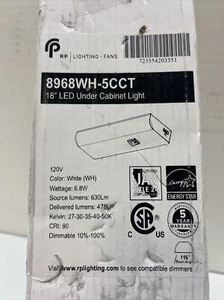 RP LIGHTING + FANS
723554203351
8968WH-5CCT
18" LED Under Cabinet Light
120V
Color: White (WH)
Wattage: 6.8W
Source lumens: 630Lm
Delivered lumens: 478Lm
Kelvin: 27-30-35-40-50K
CRI: 90
Dimmable 10%-100%
ENERGY STAR
C US
5 YEAR
WARRANTY
115°
Visit www.rplighting.com to see compatible dimmers